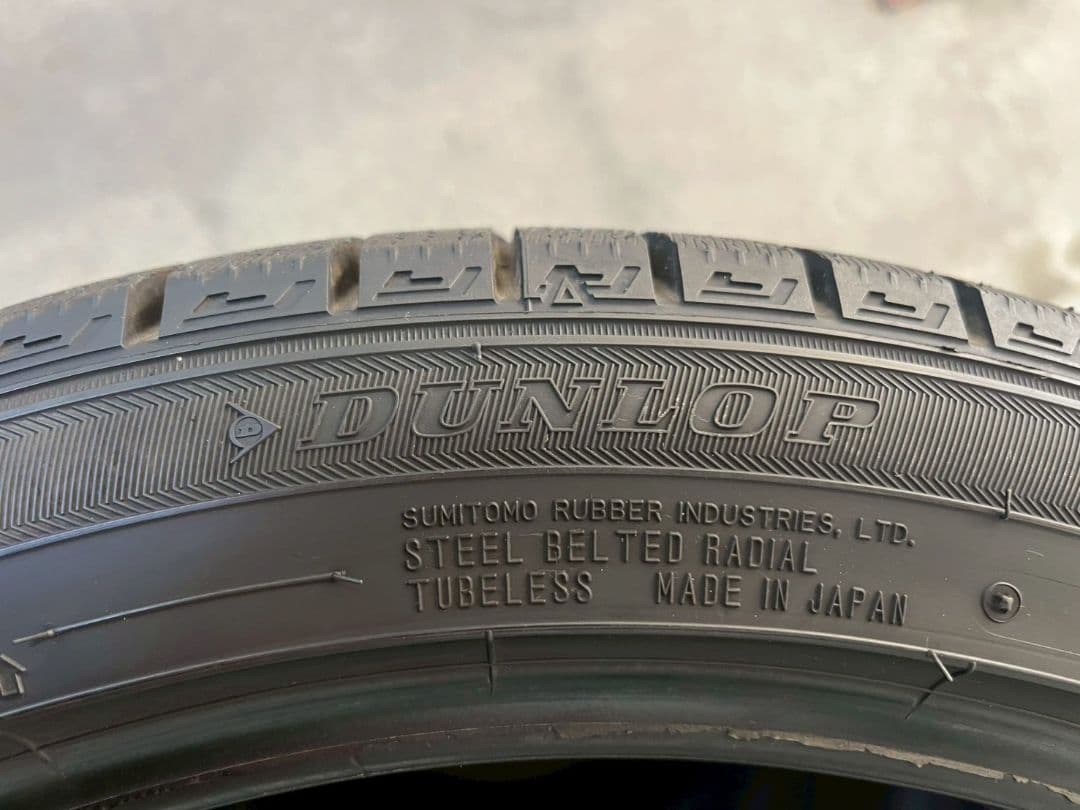 DUNLOP
SUMITOMO RUBBER INDUSTRIES, LTD.
STEEL BELTED RADIAL
TUBELESS MADE IN JAPAN